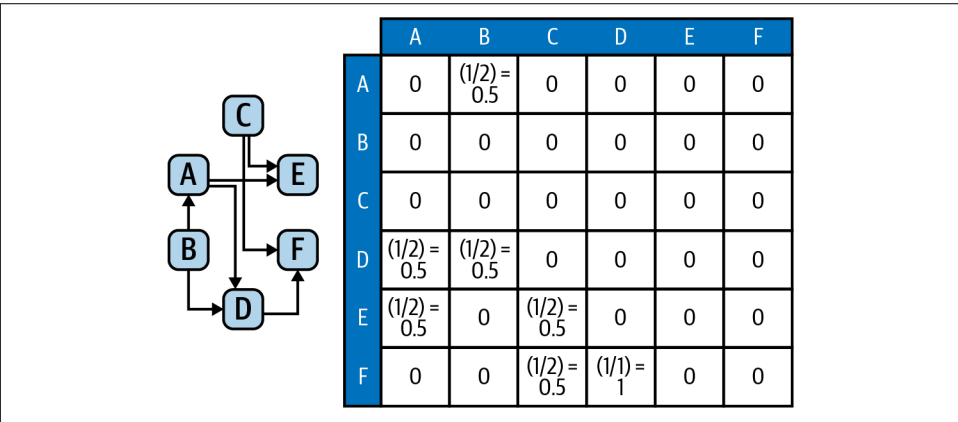 C
A
E
B
F
D
A B C D E F
A 0 (1/2) = 0.5 0 0 0 0
B 0 0 0 0 0 0
C 0 0 0 0 0 0
D (1/2) = 0.5 (1/2) = 0.5 0 0 0 0
E (1/2) = 0.5 0 (1/2) = 0.5 0 0 0
F 0 0 (1/2) = 0.5 (1/1) = 1 0 0